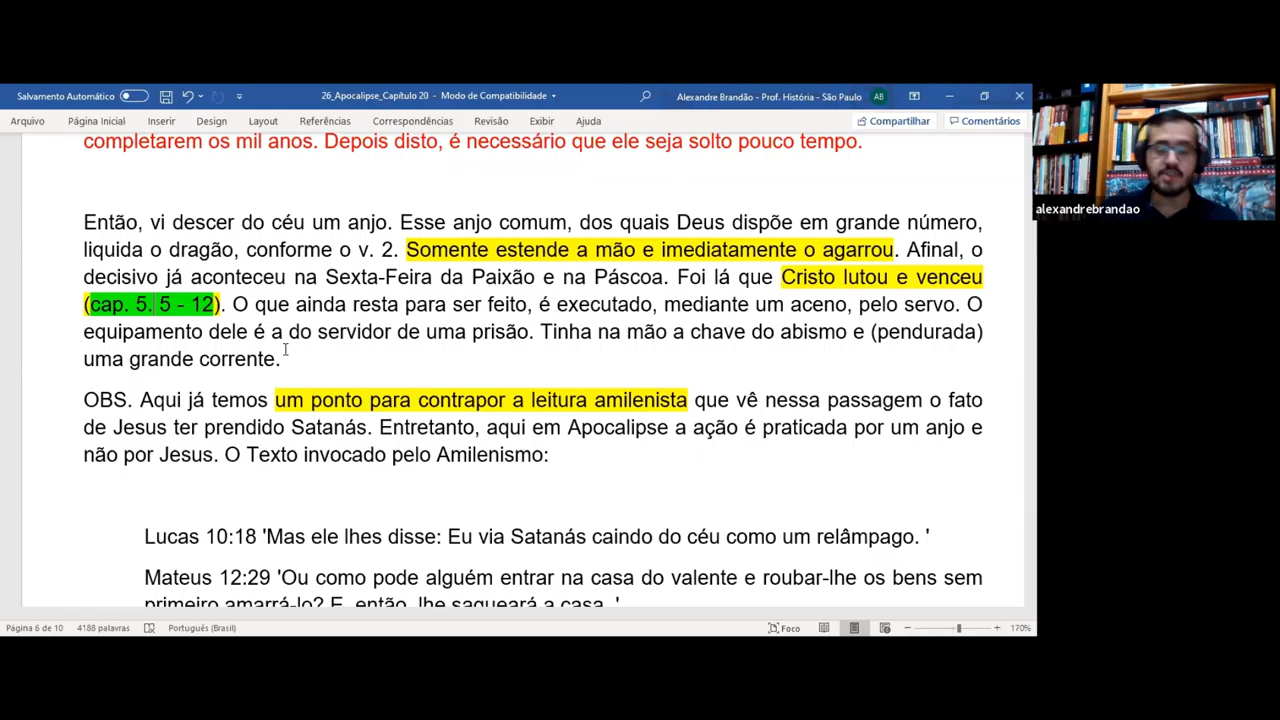 Salvamento Automático
26_Apocalipse_Capítulo 20 - Modo de Compatibilidade
Alexandre Brandão - Prof. História - São Paulo AB
Arquivo Página Inicial Inserir Design Layout Referências Correspondências Revisão Exibir Ajuda Compartilhar Comentários
completarem os mil anos. Depois disto, é necessário que ele seja solto pouco tempo.
Então, vi descer do céu um anjo. Esse anjo comum, dos quais Deus dispõe em grande número,
liquida o dragão, conforme o v. 2. Somente estende a mão e imediatamente o agarrou. Afinal, o
decisivo já aconteceu na Sexta-Feira da Paixão e na Páscoa. Foi lá que Cristo lutou e venceu
(cap. 5. 5 - 12). O que ainda resta para ser feito, é executado, mediante um aceno, pelo servo. O
equipamento dele é a do servidor de uma prisão. Tinha na mão a chave do abismo e (pendurada)
uma grande corrente.
OBS. Aqui já temos um ponto para contrapor a leitura amilenista que vê nessa passagem o fato
de Jesus ter prendido Satanás. Entretanto, aqui em Apocalipse a ação é praticada por um anjo e
não por Jesus. O Texto invocado pelo Amilenismo:
Lucas 10:18 'Mas ele lhes disse: Eu via Satanás caindo do céu como um relâmpago. '
Mateus 12:29 'Ou como pode alguém entrar na casa do valente e roubar-lhe os bens sem
primeiro amarrá-lo? E, então, lhe saqueará a casa. '
Página 6 de 10 4188 palavras Português (Brasil) Foco 170%
alexandrebrandao